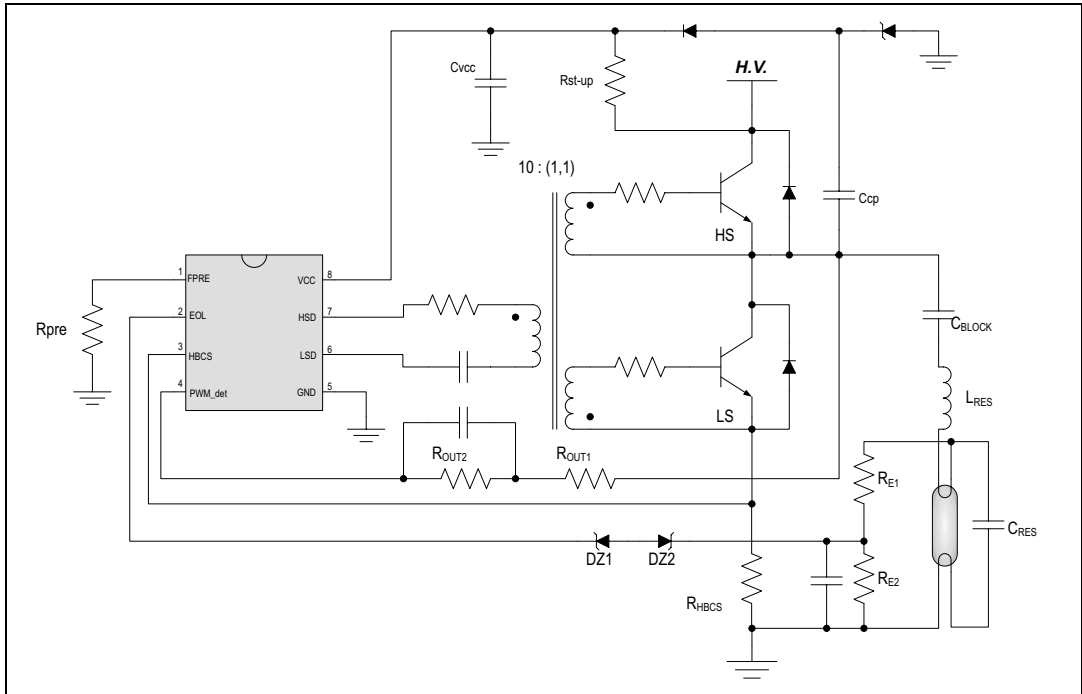 Cvcc
Rst-up
H.V.
10 : (1,1)
Ccp
HS
1 FPRE VCC 8
2 EOL HSD 7
3 HBCS LSD 6
4 PWM_det GND 5
Rpre
CBLOCK
LS
LRES
ROUT2
ROUT1
RE1
CRES
DZ1
DZ2
RE2
RHBCS